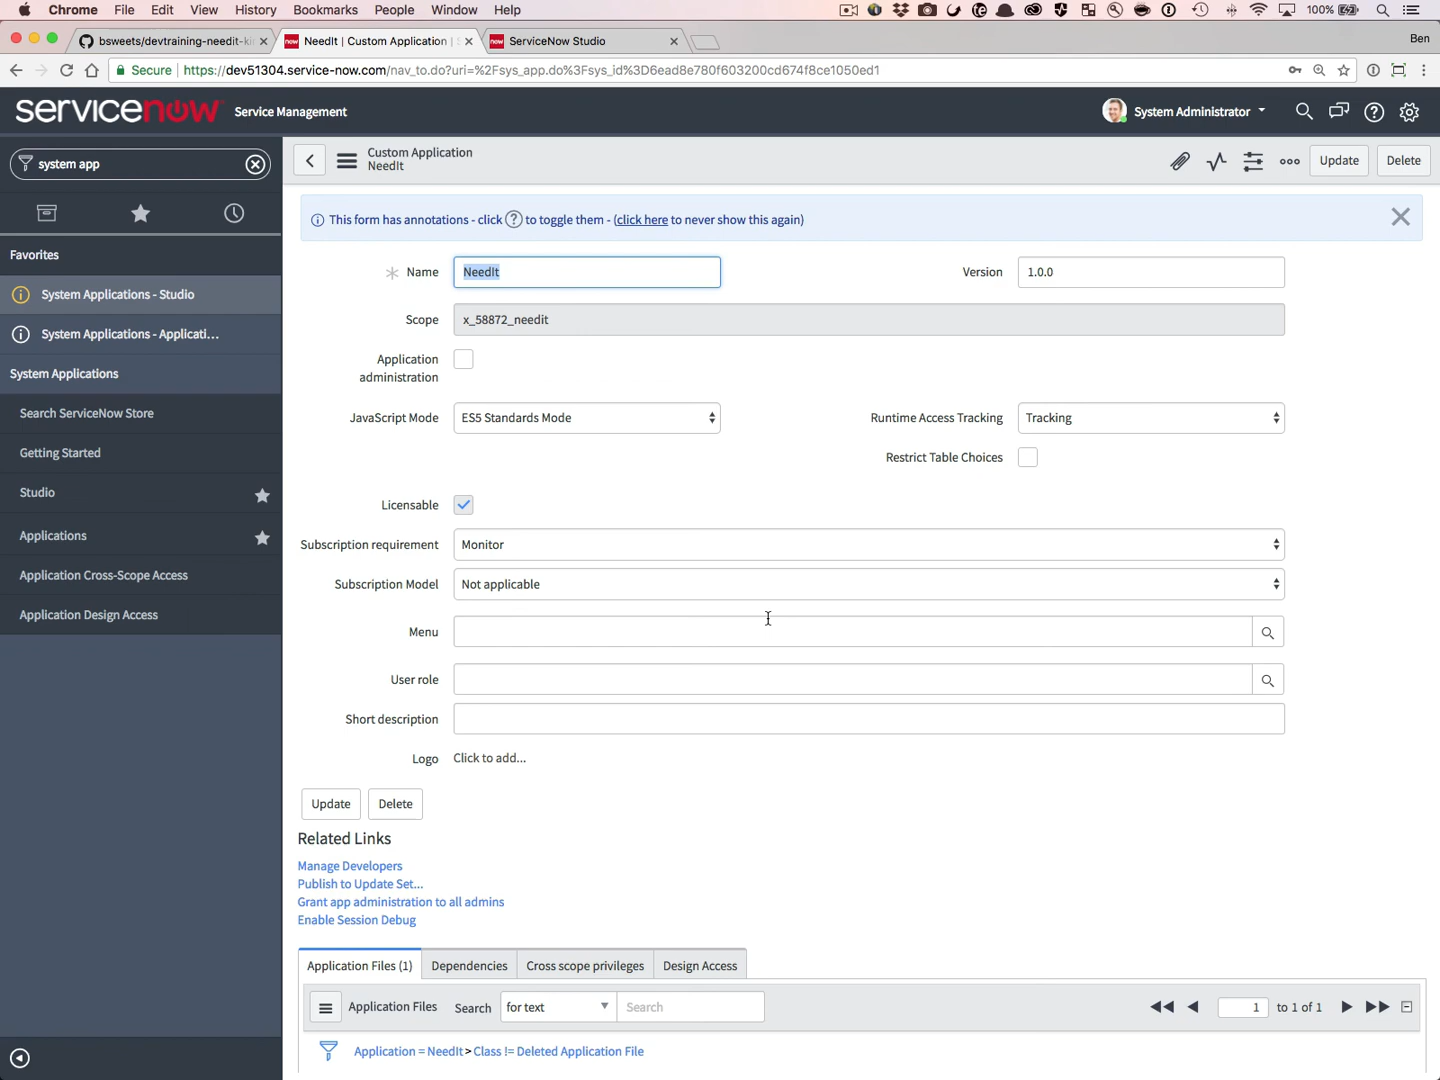 Chrome File Edit View History Bookmarks People Window Help 100%
bsweets/devtraining-needit-ki × NeedIt | Custom Application | S × ServiceNow Studio × Ben
Secure | https://dev51304.service-now.com/nav_to.do?uri=%2Fsys_app.do%3Fsys_id%3D6ead8e780f603200cd674f8ce1050ed1
servicenow Service Management System Administrator
system app
Custom Application
NeedIt
Update Delete
This form has annotations - click ? to toggle them - (click here to never show this again)
Favorites
System Applications - Studio
System Applications - Applicati...
System Applications
Search ServiceNow Store
Getting Started
Studio
Applications
Application Cross-Scope Access
Application Design Access
Name NeedIt Version 1.0.0
Scope x_58872_needit
Application
administration
JavaScript Mode ES5 Standards Mode Runtime Access Tracking Tracking
Restrict Table Choices
Licensable
Subscription requirement Monitor
Subscription Model Not applicable
Menu
User role
Short description
Logo Click to add...
Update Delete
Related Links
Manage Developers
Publish to Update Set...
Grant app administration to all admins
Enable Session Debug
Application Files (1) Dependencies Cross scope privileges Design Access
Application Files Search for text Search 1 to 1 of 1
Application = NeedIt > Class != Deleted Application File